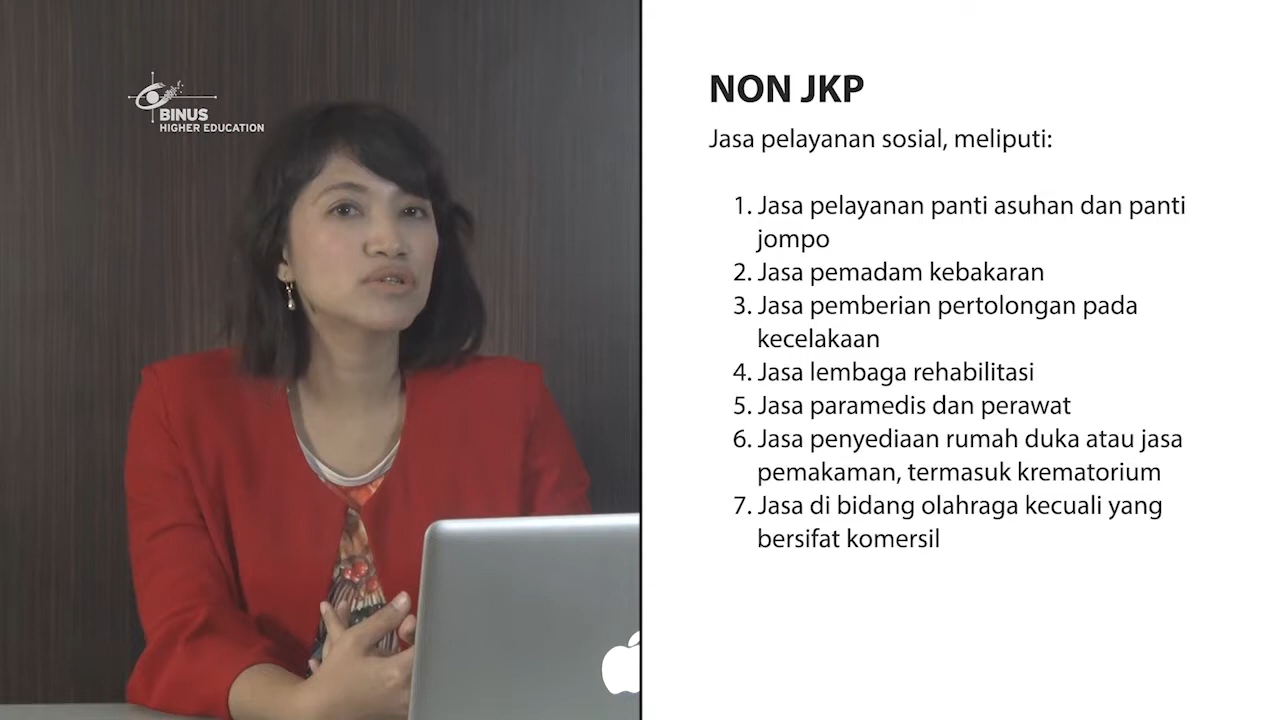 BINUS
HIGHER EDUCATION
NON JKP
Jasa pelayanan sosial, meliputi:
1. Jasa pelayanan panti asuhan dan panti
jompo
2. Jasa pemadam kebakaran
3. Jasa pemberian pertolongan pada
kecelakaan
4. Jasa lembaga rehabilitasi
5. Jasa paramedis dan perawat
6. Jasa penyediaan rumah duka atau jasa
pemakaman, termasuk krematorium
7. Jasa di bidang olahraga kecuali yang
bersifat komersil